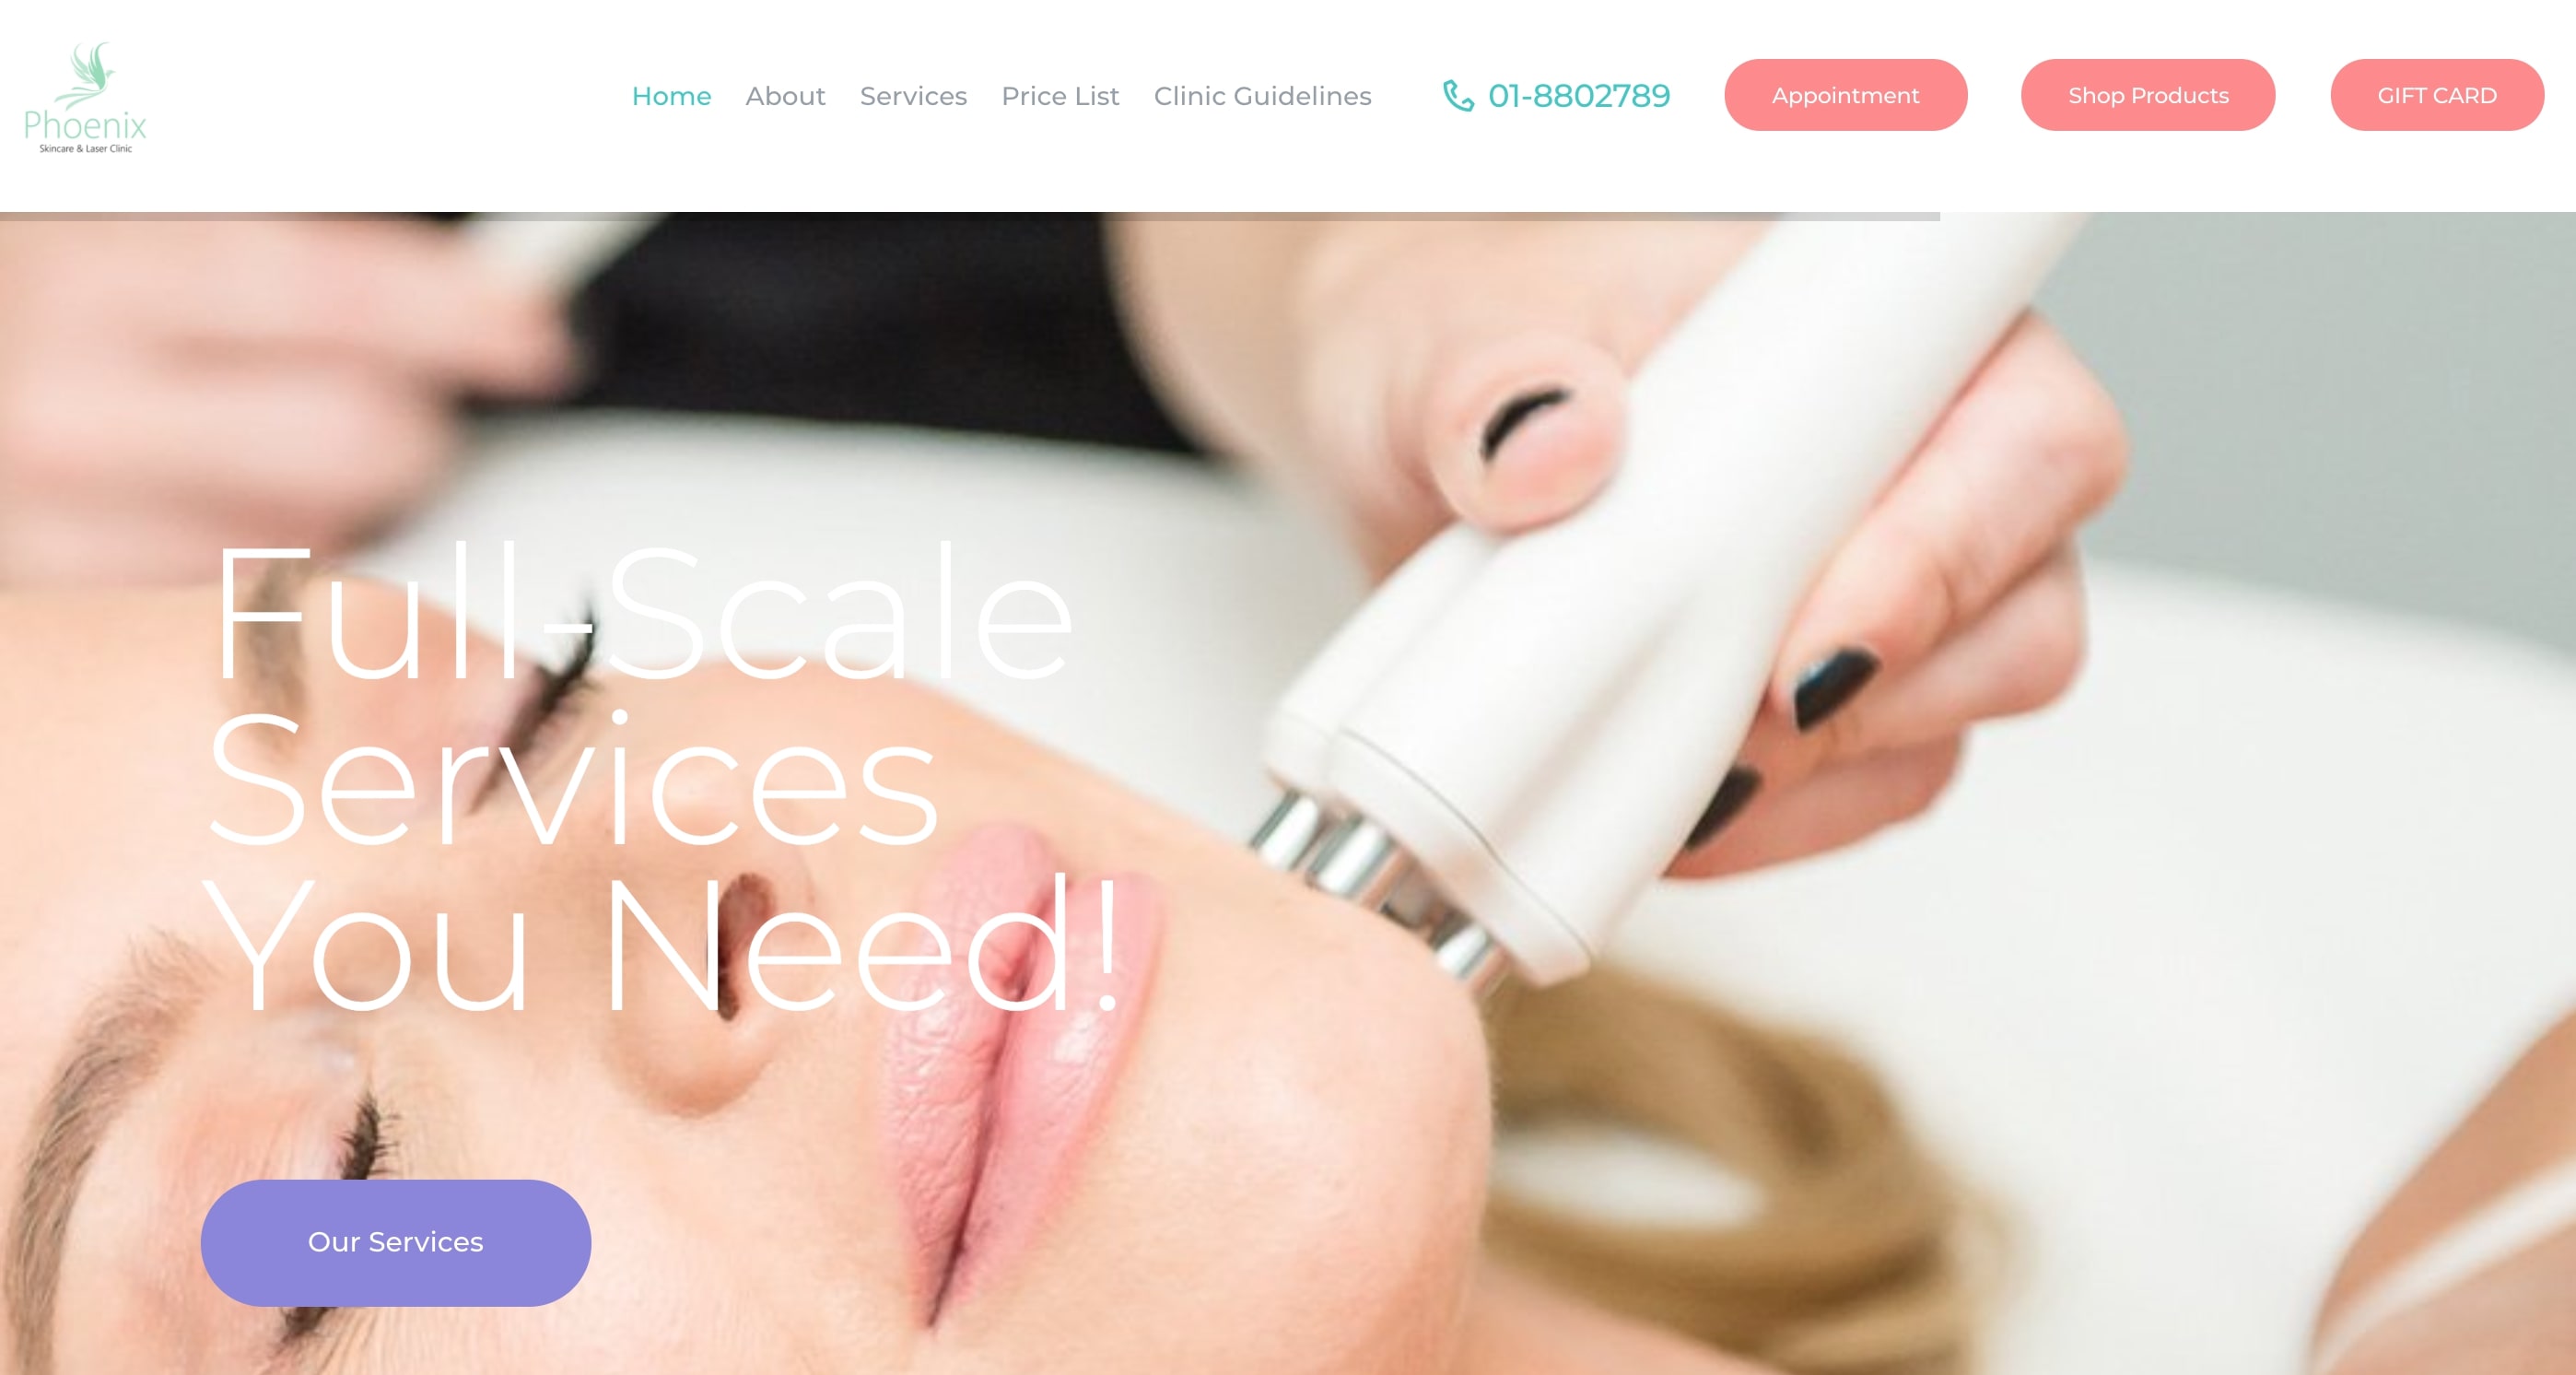 Phoenix
Skincare & Laser Clinic
Home About Services Price List Clinic Guidelines 01-8802789 Appointment Shop Products GIFT CARD
Full-Scale
Services
You Need!
Our Services